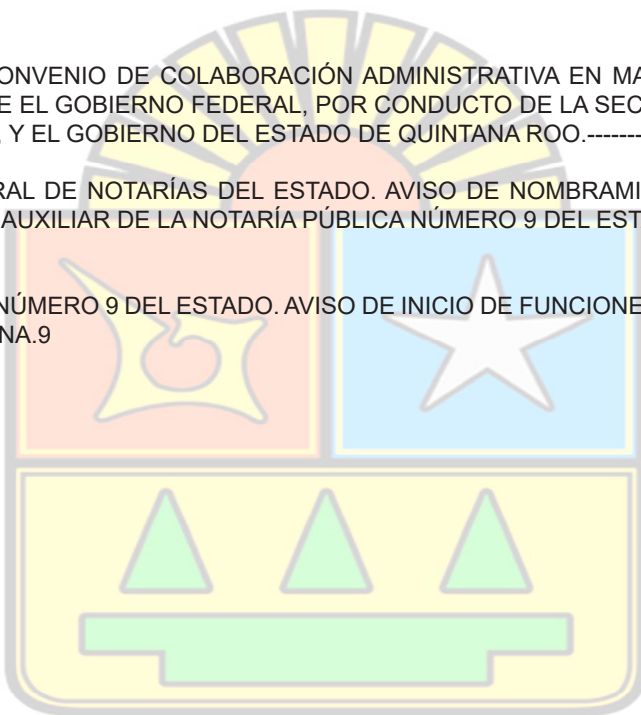 ONVENIO DE COLABORACIÓN ADMINISTRATIVA EN MA
E EL GOBIERNO FEDERAL, POR CONDUCTO DE LA SEC
, Y EL GOBIERNO DEL ESTADO DE QUINTANA ROO.--------
RAL DE NOTARÍAS DEL ESTADO. AVISO DE NOMBRAMI
AUXILIAR DE LA NOTARÍA PÚBLICA NÚMERO 9 DEL EST
NÚMERO 9 DEL ESTADO. AVISO DE INICIO DE FUNCIONE
NA.9